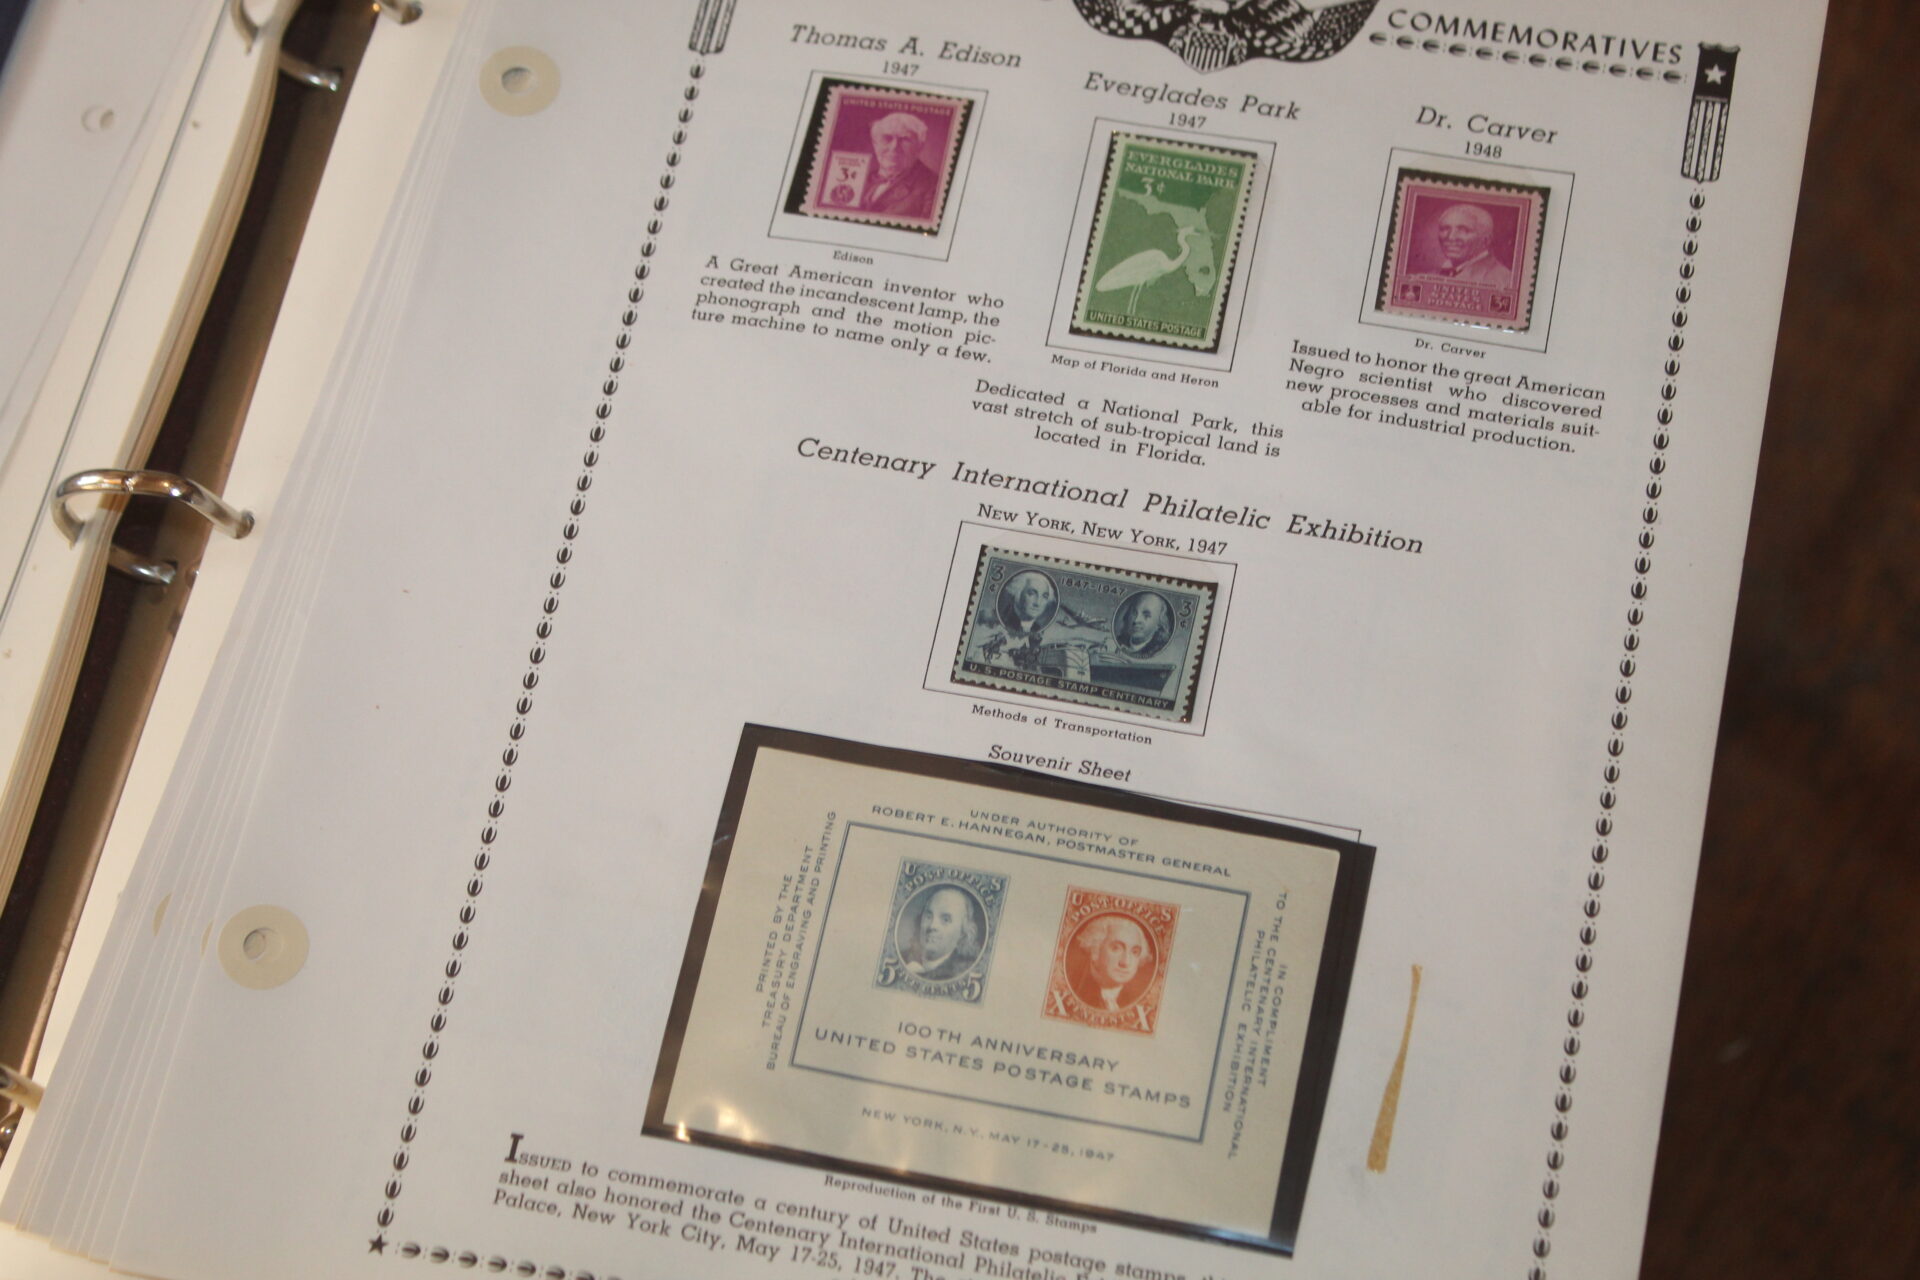 COMMEMORATIVES
Thomas A. Edison
1947
UNITED STATES POSTAGE
3¢
Edison
A Great American inventor who
created the incandescent lamp, the
phonograph and the motion pic-
ture machine to name only a few.
Everglades Park
1947
EVERGLADES
NATIONAL PARK
3¢
UNITED STATES POSTAGE
Map of Florida and Heron
Dedicated a National Park, this
vast stretch of sub-tropical land is
located in Florida.
Dr. Carver
1948
UNITED
STATES
POSTAGE
3¢
Dr. Carver
Issued to honor the great American
Negro scientist who discovered
new processes and materials suit-
able for industrial production.
Centenary International Philatelic Exhibition
NEW YORK, NEW YORK, 1947
3¢
1847-1947
3¢
U.S. POSTAGE STAMP CENTENARY
Methods of Transportation
Souvenir Sheet
UNDER AUTHORITY OF
ROBERT E. HANNEGAN, POSTMASTER GENERAL
PRINTED BY THE
TREASURY DEPARTMENT
BUREAU OF ENGRAVING AND PRINTING
U S
POST OFFICE
5 5
U S
POST OFFICE
X TEN CENTS X
IN COMPLIMENT
TO THE CENTENARY INTERNATIONAL
PHILATELIC EXHIBITION
100TH ANNIVERSARY
UNITED STATES POSTAGE STAMPS
NEW YORK, N.Y., MAY 17-25, 1947
Reproduction of the First U. S. Stamps
ISSUED to commemorate a century of United States postage stamps,
sheet also honored the Centenary International Philatelic
Palace, New York City, May 17-25, 1947. The